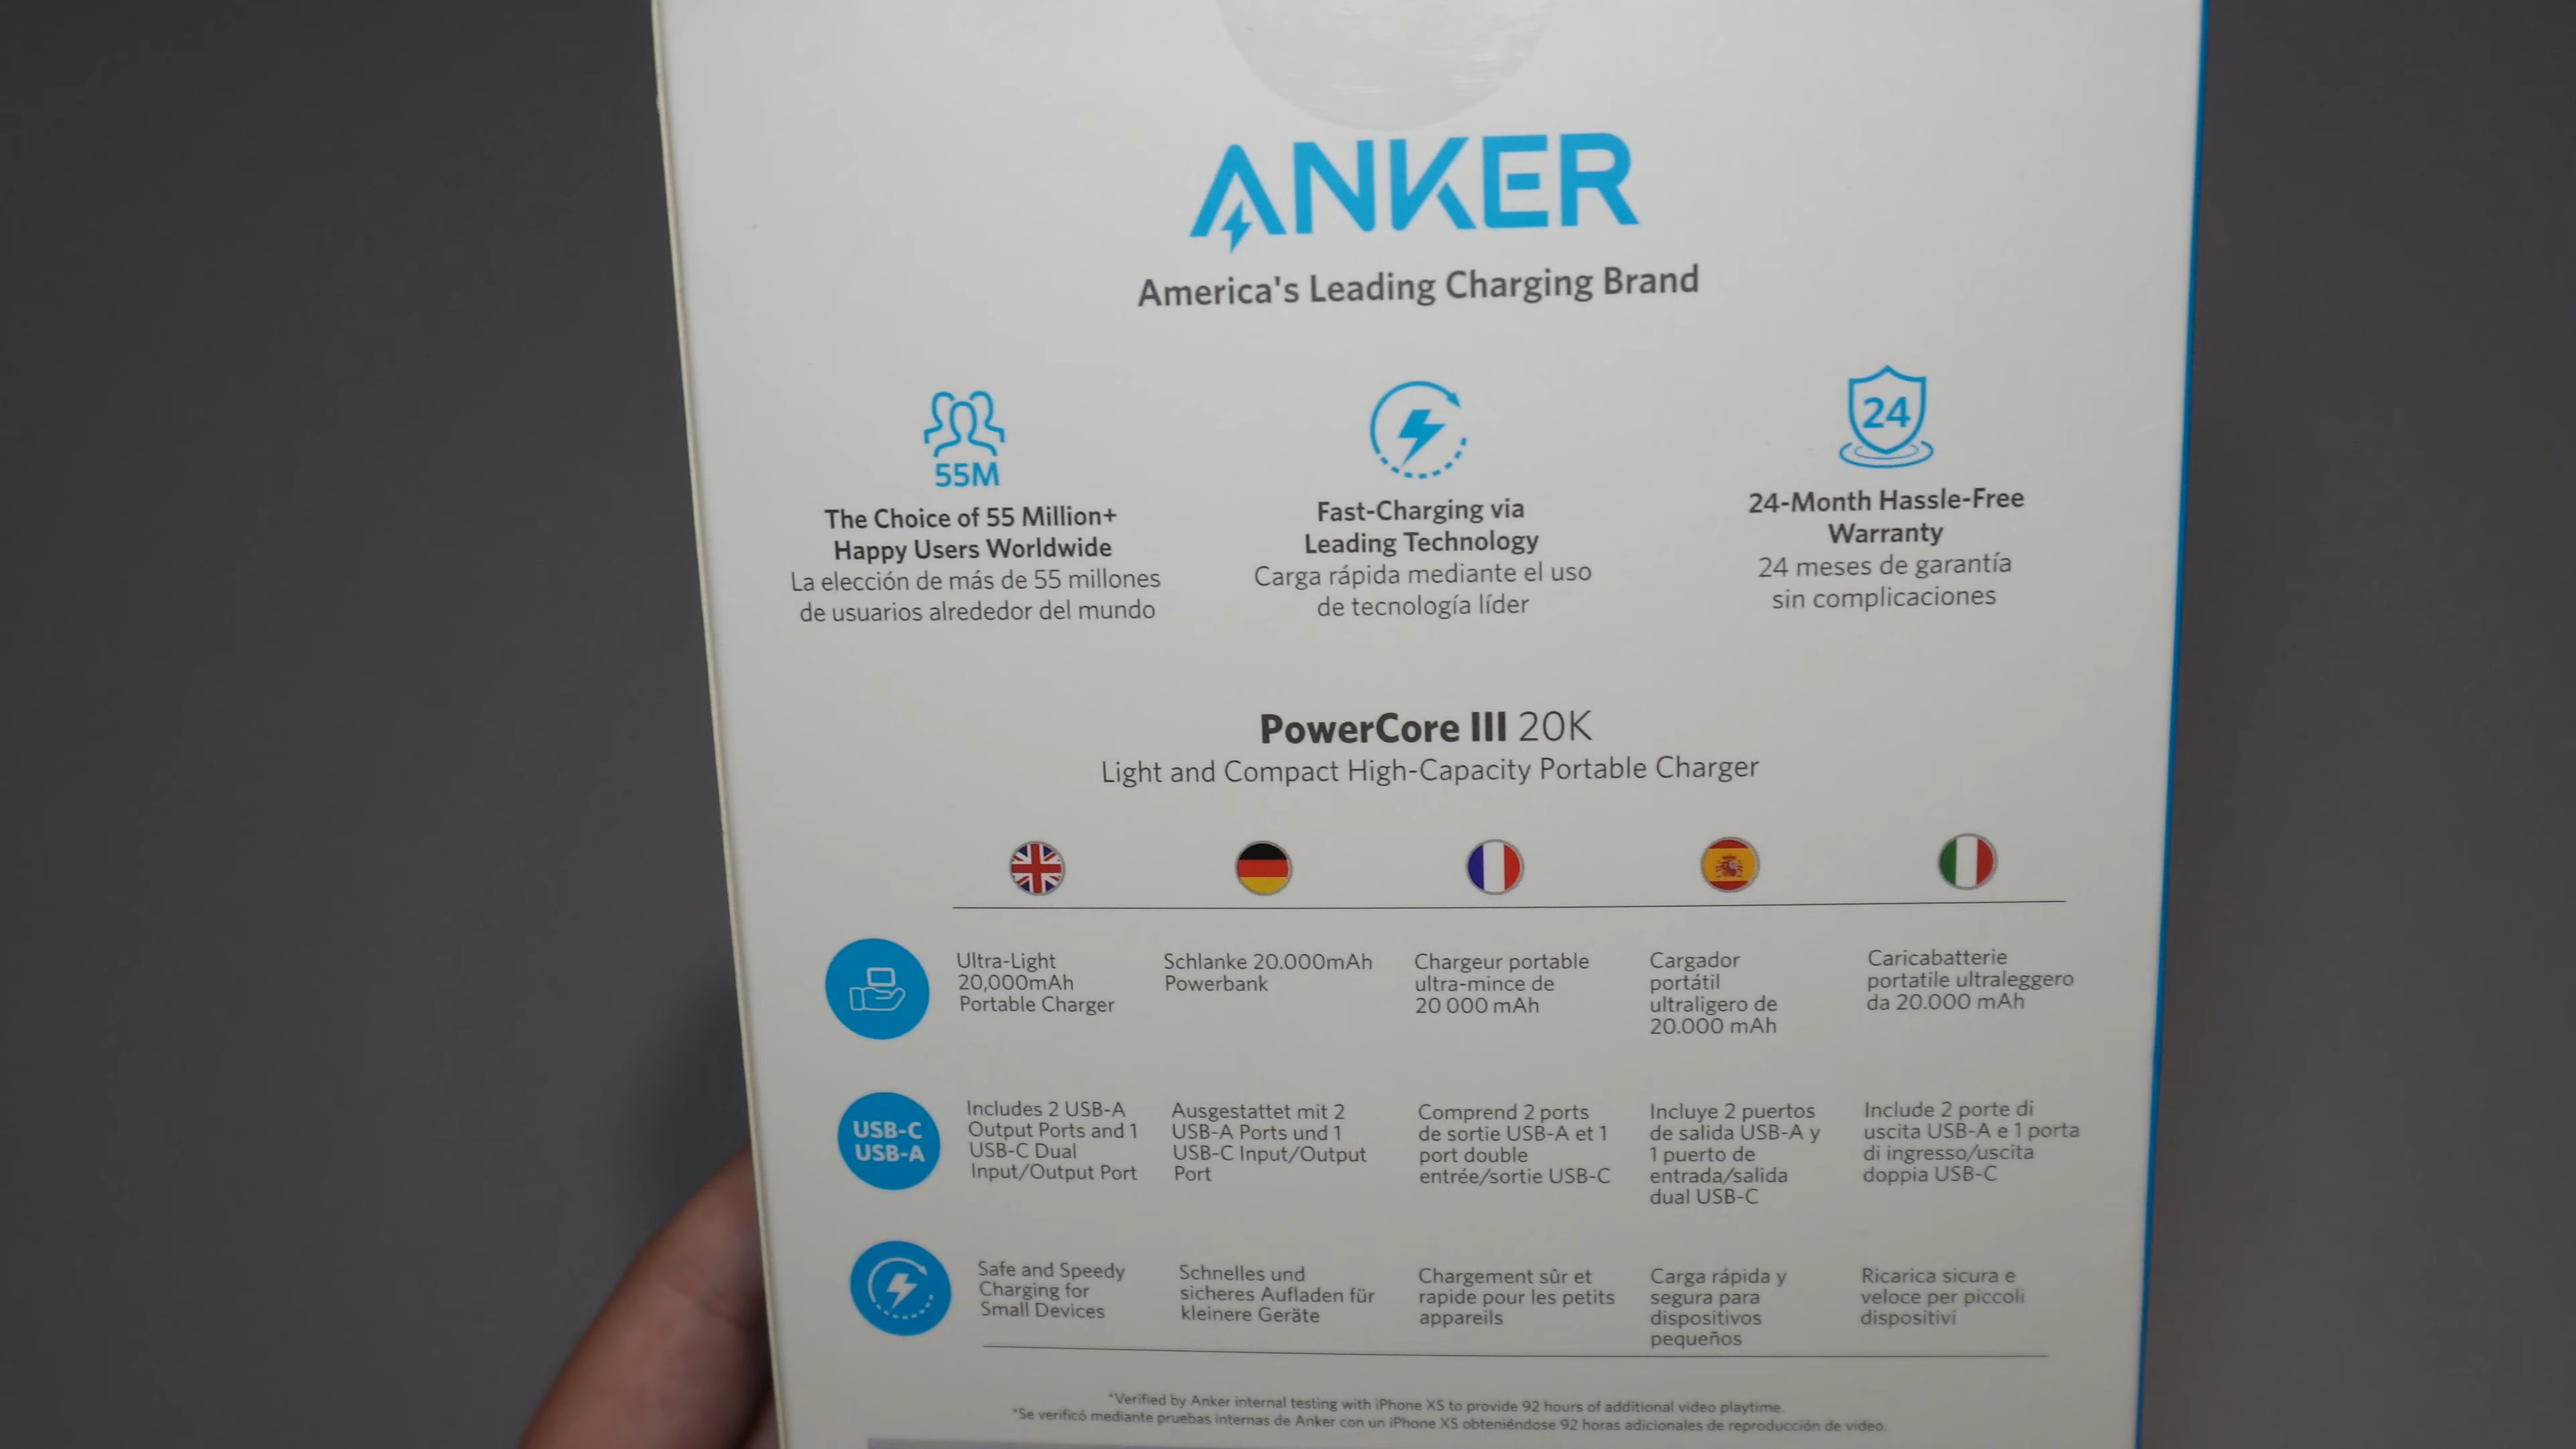 ANKER
America's Leading Charging Brand
55M
The Choice of 55 Million+
Happy Users Worldwide
La elección de más de 55 millones
de usuarios alrededor del mundo
Fast-Charging via
Leading Technology
Carga rápida mediante el uso
de tecnología líder
24
24-Month Hassle-Free
Warranty
24 meses de garantía
sin complicaciones
PowerCore III 20K
Light and Compact High-Capacity Portable Charger
Ultra-Light
20,000mAh
Portable Charger
Schlanke 20.000mAh
Powerbank
Chargeur portable
ultra-mince de
20 000 mAh
Cargador
portátil
ultraligero de
20.000 mAh
Caricabatterie
portatile ultraleggero
da 20.000 mAh
USB-C
USB-A
Includes 2 USB-A
Output Ports and 1
USB-C Dual
Input/Output Port
Ausgestattet mit 2
USB-A Ports und 1
USB-C Input/Output
Port
Comprend 2 ports
de sortie USB-A et 1
port double
entrée/sortie USB-C
Incluye 2 puertos
de salida USB-A y
1 puerto de
entrada/salida
dual USB-C
Include 2 porte di
uscita USB-A e 1 porta
di ingresso/uscita
doppia USB-C
Safe and Speedy
Charging for
Small Devices
Schnelles und
sicheres Aufladen für
kleinere Geräte
Chargement sûr et
rapide pour les petits
appareils
Carga rápida y
segura para
dispositivos
pequeños
Ricarica sicura e
veloce per piccoli
dispositivi
*Verified by Anker internal testing with iPhone XS to provide 92 hours of additional video playtime.
*Se verificó mediante pruebas internas de Anker con un iPhone XS obteniéndose 92 horas adicionales de reproducción de video.